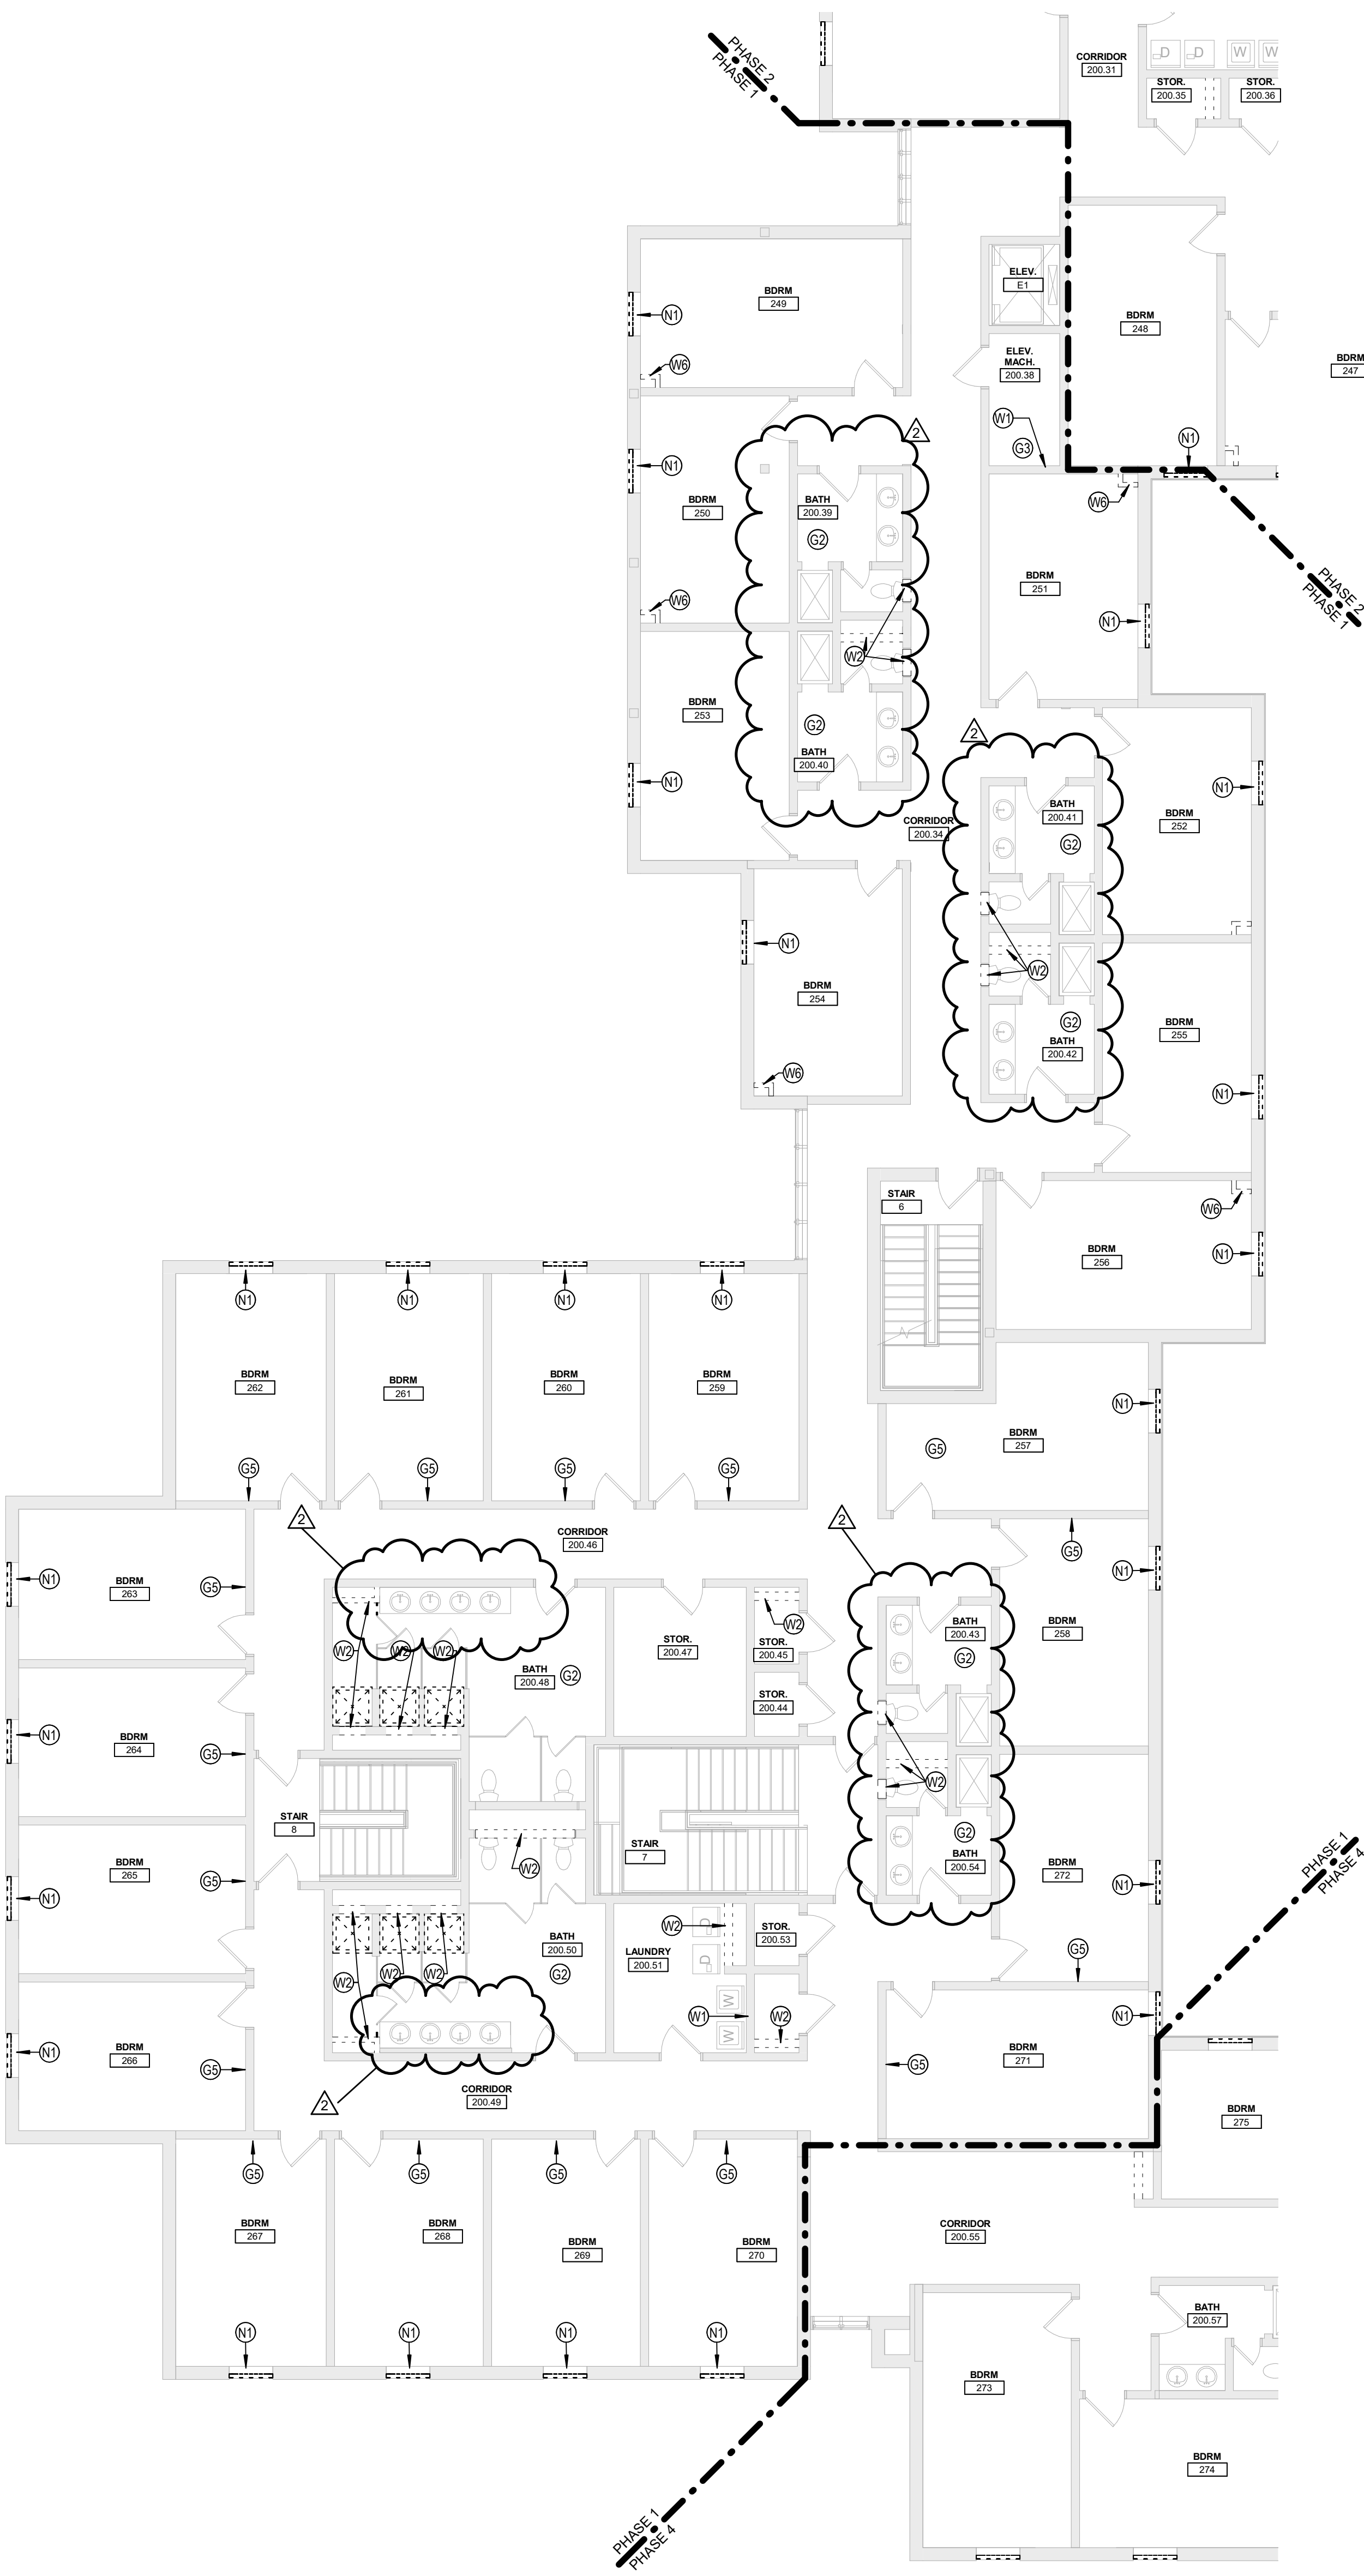 PHASE 2
PHASE 1
CORRIDOR
200.31
D
D
W
W
STOR.
200.35
STOR.
200.36
ELEV.
E1
BDRM
249
N1
BDRM
248
ELEV.
MACH.
200.38
BDRM
247
W6
W1
G3
N1
2
N1
BDRM
250
BATH
200.39
G2
W6
BDRM
251
PHASE 2
PHASE 1
W6
N1
W2
BDRM
253
G2
BATH
200.40
2
N1
N1
BATH
200.41
BDRM
252
CORRIDOR
200.34
G2
N1
W2
BDRM
254
G2
BATH
200.42
BDRM
255
W6
N1
STAIR
6
W6
BDRM
256
N1
N1
N1
N1
N1
BDRM
262
BDRM
261
BDRM
260
BDRM
259
N1
BDRM
257
G5
G5
G5
G5
G5
2
2
CORRIDOR
200.46
G5
N1
N1
BDRM
263
G5
W2
BDRM
258
BATH
200.43
STOR.
200.47
STOR.
200.45
W2
W2
W2
BATH
200.48
G2
G2
STOR.
200.44
N1
BDRM
264
G5
W2
STAIR
8
STAIR
7
G2
BATH
200.54
W2
BDRM
265
G5
BDRM
272
N1
N1
PHASE 1
PHASE 4
W2
D
D
BATH
200.50
LAUNDRY
200.51
STOR.
200.53
G2
W2
W2
W2
G5
W
W
W1
W2
N1
N1
BDRM
266
G5
G5
BDRM
271
2
CORRIDOR
200.49
BDRM
275
G5
G5
G5
G5
BDRM
267
BDRM
268
BDRM
269
BDRM
270
CORRIDOR
200.55
BATH
200.57
N1
N1
N1
N1
BDRM
273
BDRM
274
PHASE 1
PHASE 4